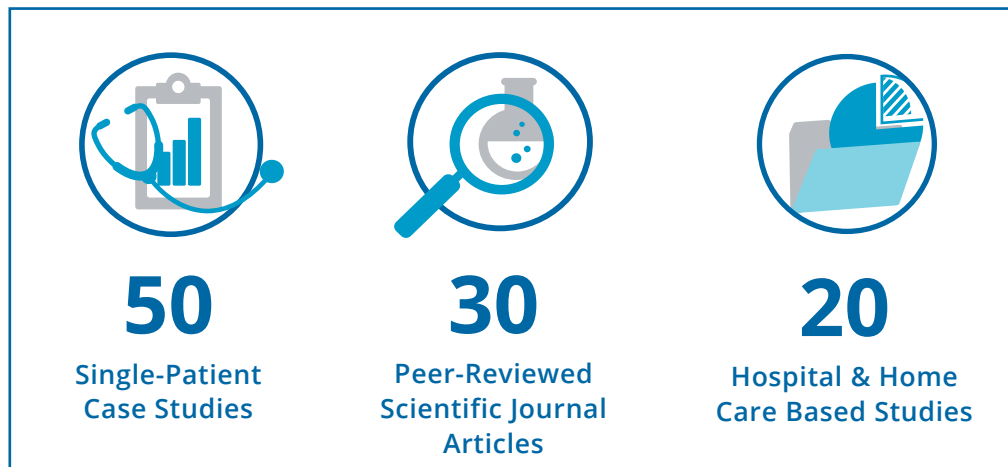 50
Single-Patient
Case Studies
30
Peer-Reviewed
Scientific Journal
Articles
20
Hospital & Home
Care Based Studies